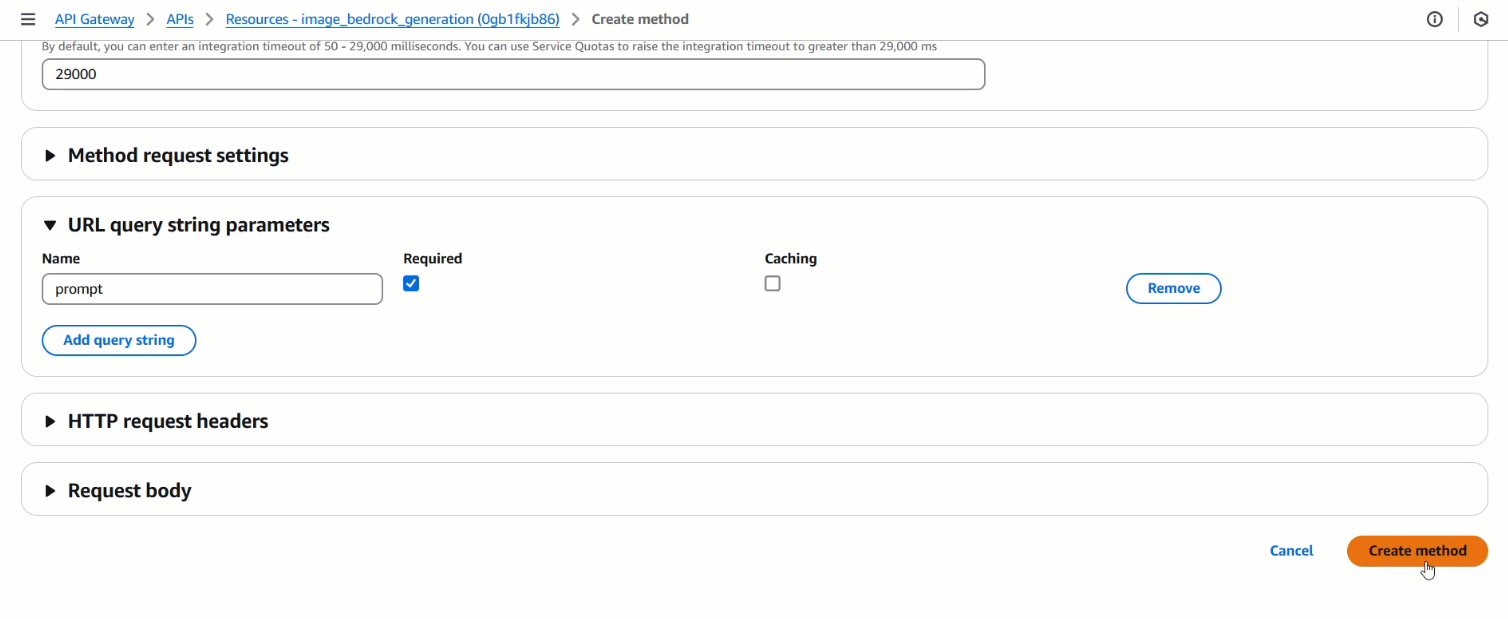 API Gateway > APIs > Resources - image_bedrock_generation (0gb1fkjb86) > Create method
By default, you can enter an integration timeout of 50 - 29,000 milliseconds. You can use Service Quotas to raise the integration timeout to greater than 29,000 ms
29000
Method request settings
URL query string parameters
Name Required Caching
prompt Remove
Add query string
HTTP request headers
Request body
Cancel Create method